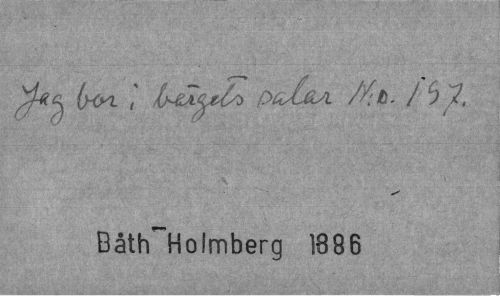 Jag bor i bergets salar N:o. 197.
Båth-Holmberg 1886